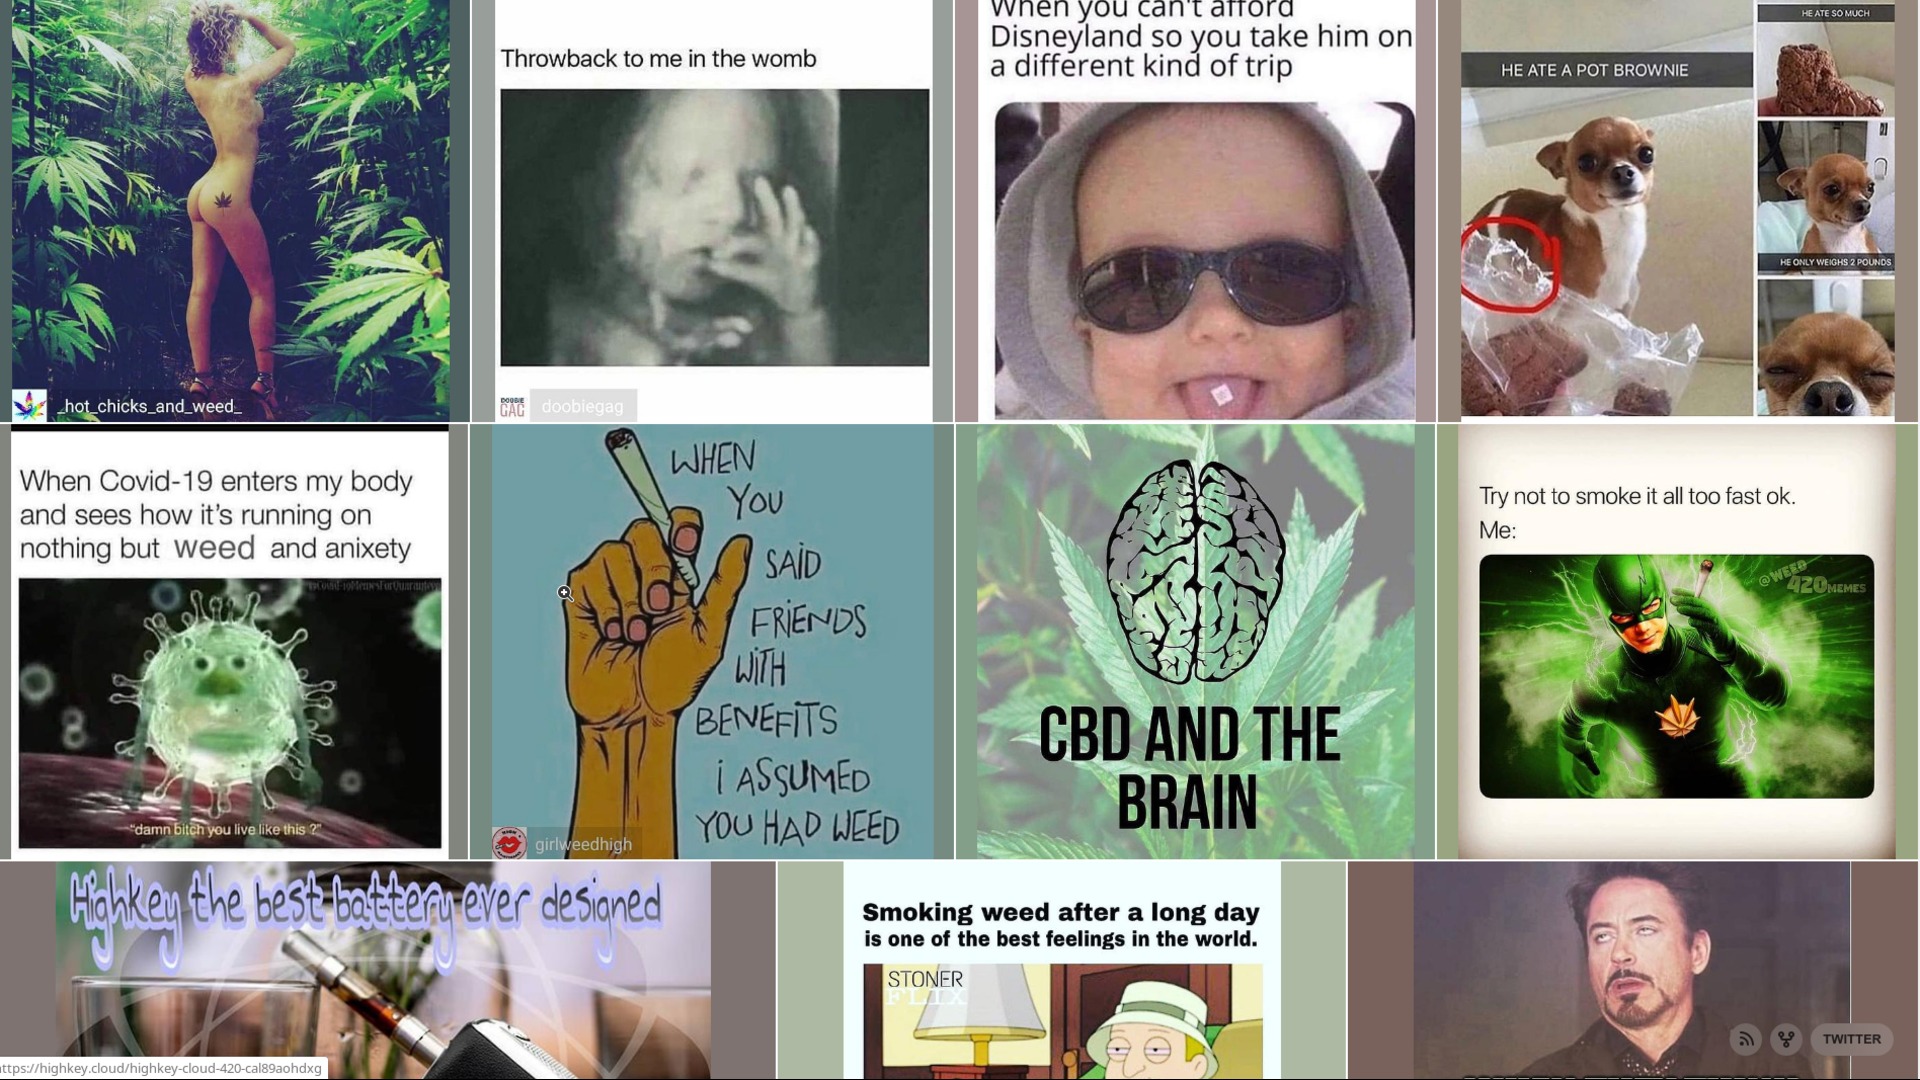 When you can't afford
Disneyland so you take him on
a different kind of trip
HE ATE SO MUCH
Throwback to me in the womb
HE ATE A POT BROWNIE
HE ONLY WEIGHS 2 POUNDS
_hot_chicks_and_weed_
DOOBIE
GAG
doobiegag
When Covid-19 enters my body
and sees how it's running on
nothing but weed and anixety
"damn bitch you live like this ?"
WHEN
YOU
SAID
FRIENDS
WITH
BENEFITS
i ASSUMED
YOU HAD WEED
girlweedhigh
CBD AND THE
BRAIN
Try not to smoke it all too fast ok.
Me:
@WEED
420MEMES
Highkey the best battery ever designed
Smoking weed after a long day
is one of the best feelings in the world.
STONER
FLIX
TWITTER
https://highkey.cloud/highkey-cloud-420-cal89aohdxg